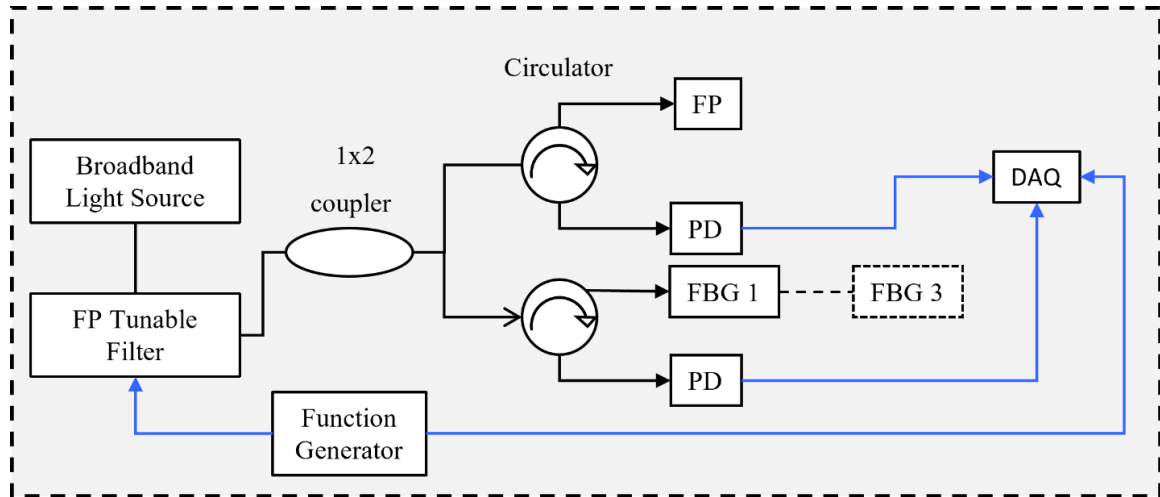 Circulator
FP
1x2
coupler
Broadband
Light Source
DAQ
PD
FBG 1
FBG 3
FP Tunable
Filter
PD
Function
Generator